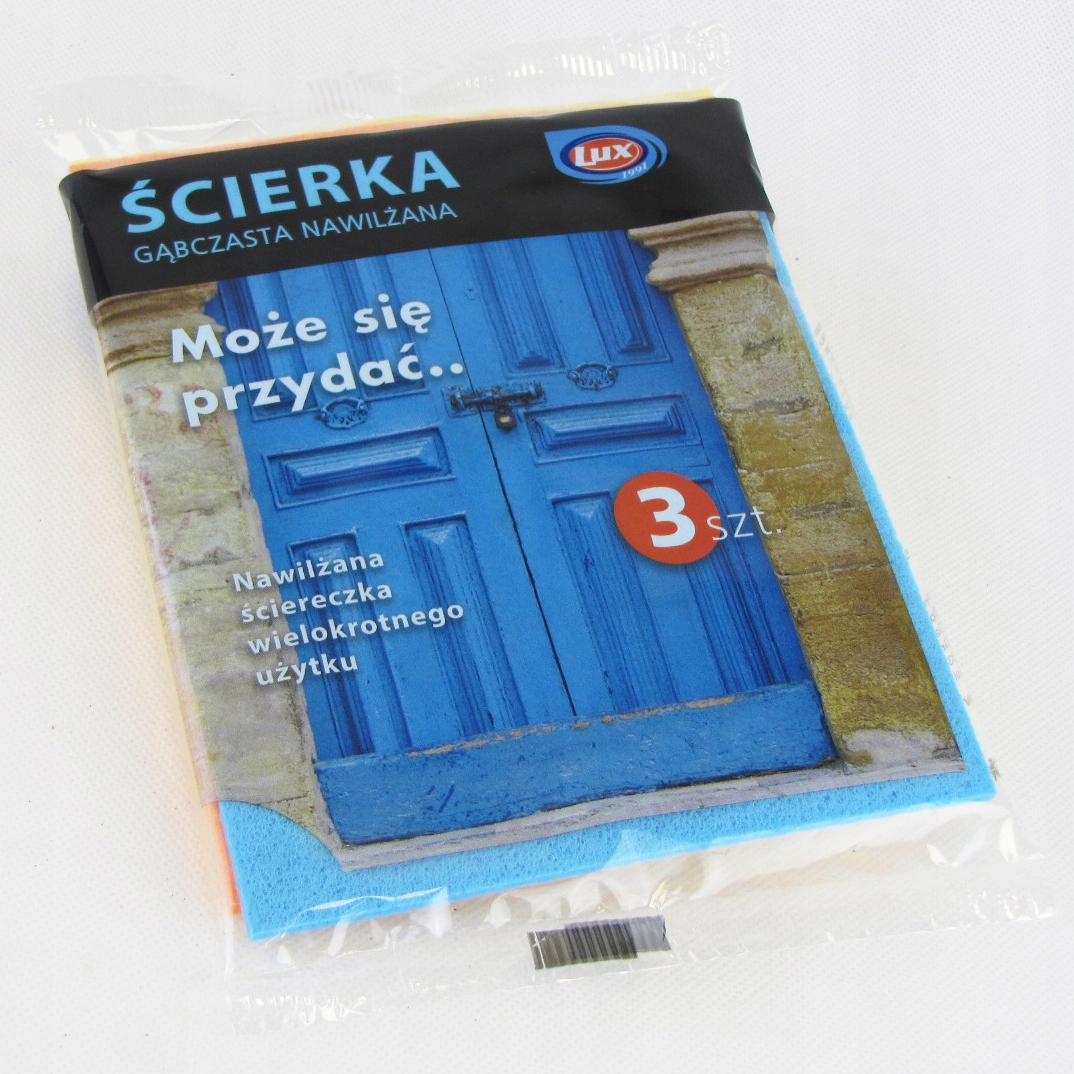 ŚCIERKA
GĄBCZASTA NAWILŻANA
Lux
1991
Może się
przydać..
3 szt.
Nawilżana
ściereczka
wielokrotnego
użytku